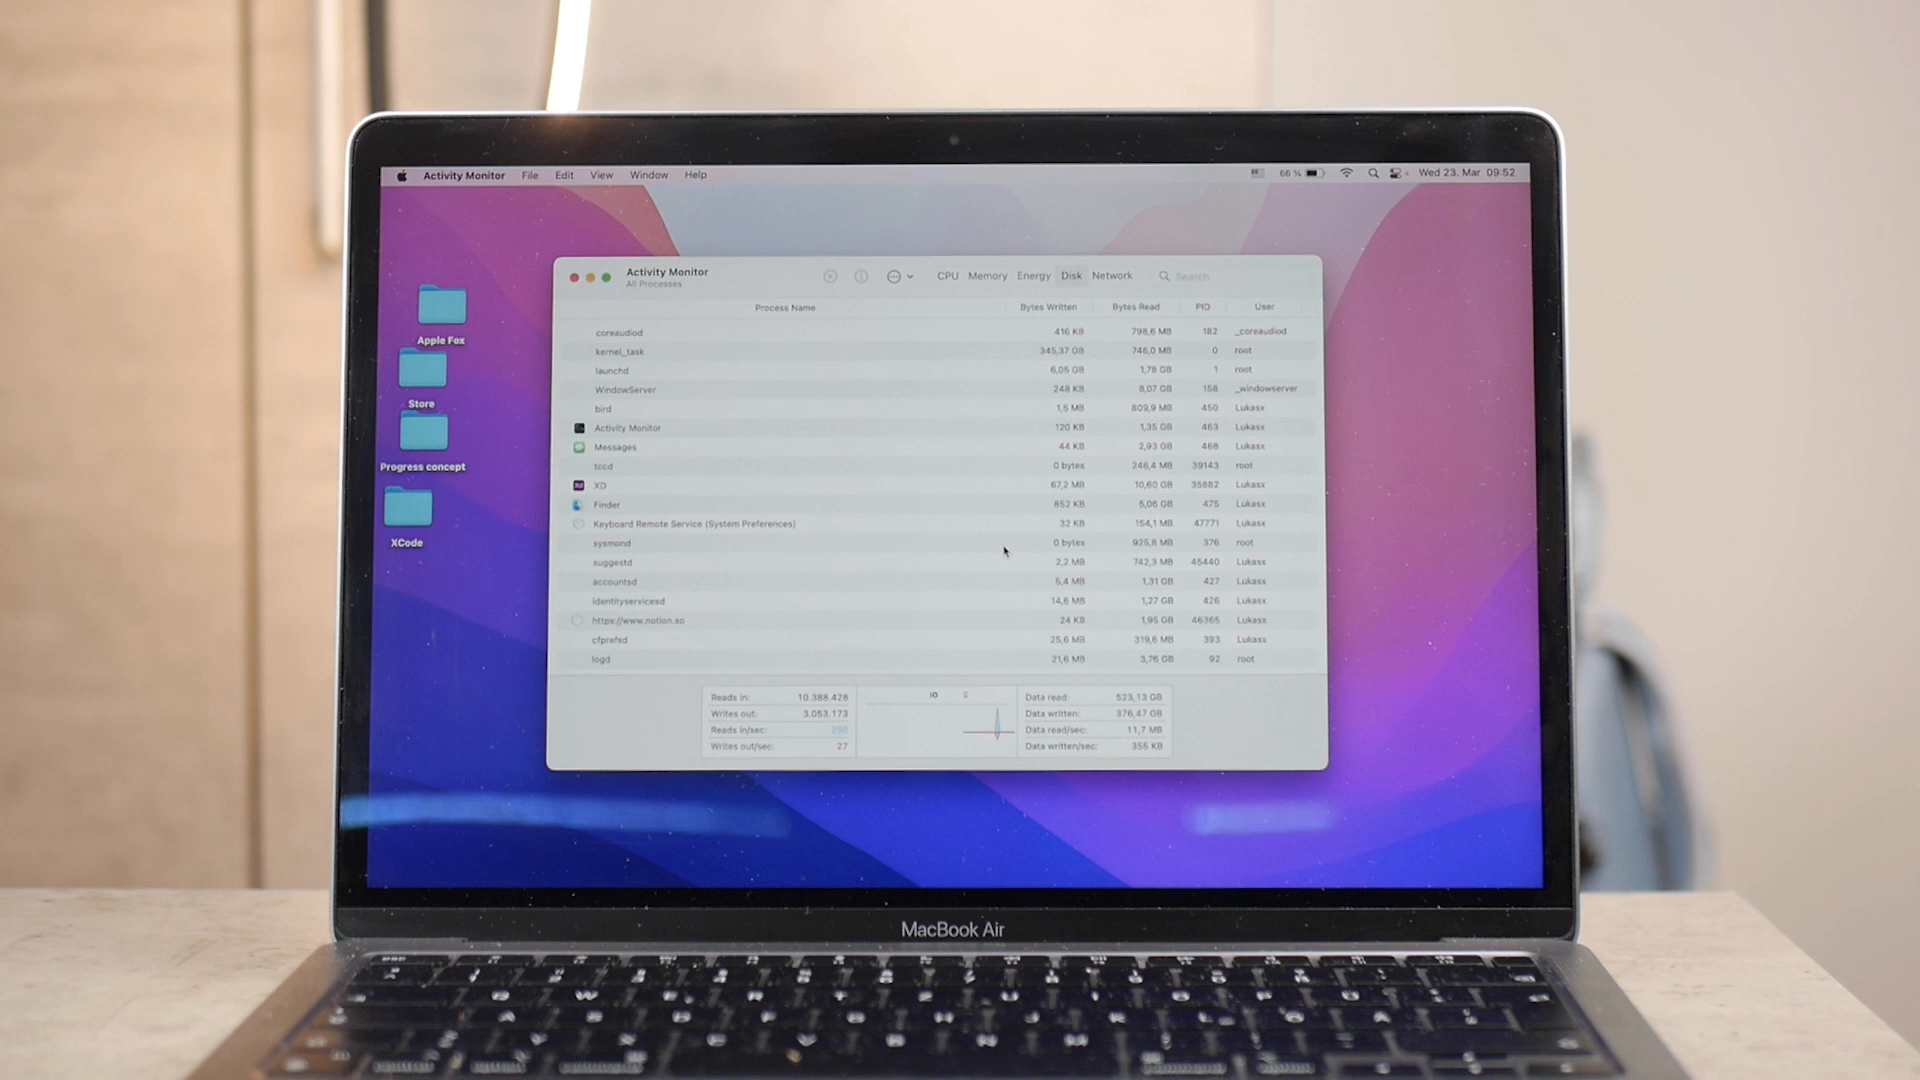 Activity Monitor File Edit View Window Help 66 % Wed 23. Mar 09:52
Activity Monitor
All Processes
CPU Memory Energy Disk Network Search
Process Name Bytes Written Bytes Read PID User
coreaudiod 416 KB 798,6 MB 182 _coreaudiod
kernel_task 345,37 GB 746,0 MB 0 root
launchd 6,05 GB 1,78 GB 1 root
WindowServer 248 KB 8,07 GB 158 _windowserver
bird 1,5 MB 809,9 MB 450 Lukasx
Activity Monitor 120 KB 1,35 GB 463 Lukasx
Messages 44 KB 2,93 GB 468 Lukasx
tccd 0 bytes 246,4 MB 39143 root
XD 67,2 MB 10,60 GB 35882 Lukasx
Finder 852 KB 5,06 GB 475 Lukasx
Keyboard Remote Service (System Preferences) 32 KB 154,1 MB 47771 Lukasx
sysmond 0 bytes 925,8 MB 376 root
suggestd 2,2 MB 742,3 MB 45440 Lukasx
accountsd 5,4 MB 1,31 GB 427 Lukasx
identityservicesd 14,6 MB 1,27 GB 426 Lukasx
https://www.notion.so 24 KB 1,95 GB 46365 Lukasx
cfprefsd 25,6 MB 319,6 MB 393 Lukasx
logd 21,6 MB 3,76 GB 92 root
Reads in: 10.388.428 IO Data read: 523,13 GB
Writes out: 3.053.173 Data written: 376,47 GB
Reads in/sec: 250 Data read/sec: 11,7 MB
Writes out/sec: 27 Data written/sec: 355 KB
Apple Fox
Store
Progress concept
XCode
MacBook Air